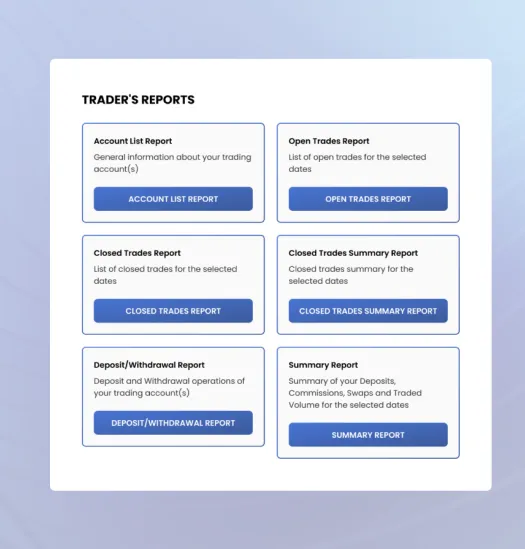 TRADER'S REPORTS
Account List Report
General information about your trading
account(s)
ACCOUNT LIST REPORT
Open Trades Report
List of open trades for the selected
dates
OPEN TRADES REPORT
Closed Trades Report
List of closed trades for the selected
dates
CLOSED TRADES REPORT
Closed Trades Summary Report
Closed trades summary for the
selected dates
CLOSED TRADES SUMMARY REPORT
Deposit/Withdrawal Report
Deposit and Withdrawal operations of
your trading account(s)
DEPOSIT/WITHDRAWAL REPORT
Summary Report
Summary of your Deposits,
Commissions, Swaps and Traded
Volume for the selected dates
SUMMARY REPORT